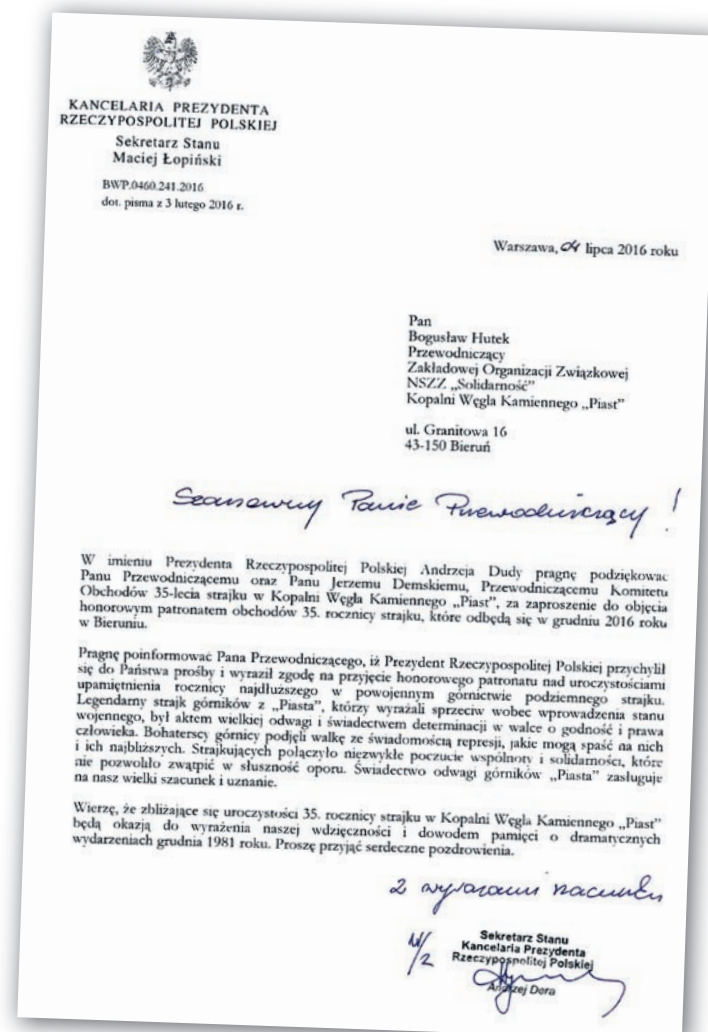 KANCELARIA PREZYDENTA
RZECZYPOSPOLITEJ POLSKIEJ
Sekretarz Stanu
Maciej Łopiński
BWP.0460.241.2016
dot. pisma z 3 lutego 2016 r.
Warszawa, 04 lipca 2016 roku
Pan
Bogusław Hutek
Przewodniczący
Zakładowej Organizacji Związkowej
NSZZ „Solidarność”
Kopalni Węgla Kamiennego „Piast”
ul. Granitowa 16
43-150 Bieruń
Szanowny Panie Przewodniczący!
W imieniu Prezydenta Rzeczypospolitej Polskiej Andrzeja Dudy pragnę podziękować
Panu Przewodniczącemu oraz Panu Jerzemu Demskiemu, Przewodniczącemu Komitetu
Obchodów 35-lecia strajku w Kopalni Węgla Kamiennego „Piast”, za zaproszenie do objęcia
honorowym patronatem obchodów 35. rocznicy strajku, które odbędą się w grudniu 2016 roku
w Bieruniu.
Pragnę poinformować Pana Przewodniczącego, iż Prezydent Rzeczypospolitej Polskiej przychylił
się do Państwa prośby i wyraził zgodę na przyjęcie honorowego patronatu nad uroczystościami
upamiętnienia rocznicy najdłuższego w powojennym górnictwie podziemnego strajku.
Legendarny strajk górników z „Piasta”, którzy wyrażali sprzeciw wobec wprowadzenia stanu
wojennego, był aktem wielkiej odwagi i świadectwem determinacji w walce o godność i prawa
człowieka. Bohaterscy górnicy podjęli walkę ze świadomością represji, jakie mogą spaść na nich
i ich najbliższych. Strajkujących połączyło niezwykłe poczucie wspólnoty i solidarności, które
nie pozwoliło zwątpić w słuszność oporu. Świadectwo odwagi górników „Piasta” zasługuje
na nasz wielki szacunek i uznanie.
Wierzę, że zbliżające się uroczystości 35. rocznicy strajku w Kopalni Węgla Kamiennego „Piast”
będą okazją do wyrażenia naszej wdzięczności i dowodem pamięci o dramatycznych
wydarzeniach grudnia 1981 roku. Proszę przyjąć serdeczne pozdrowienia.
Z wyrazami szacunku
Sekretarz Stanu
Kancelaria Prezydenta
Rzeczypospolitej Polskiej
Andrzej Dera